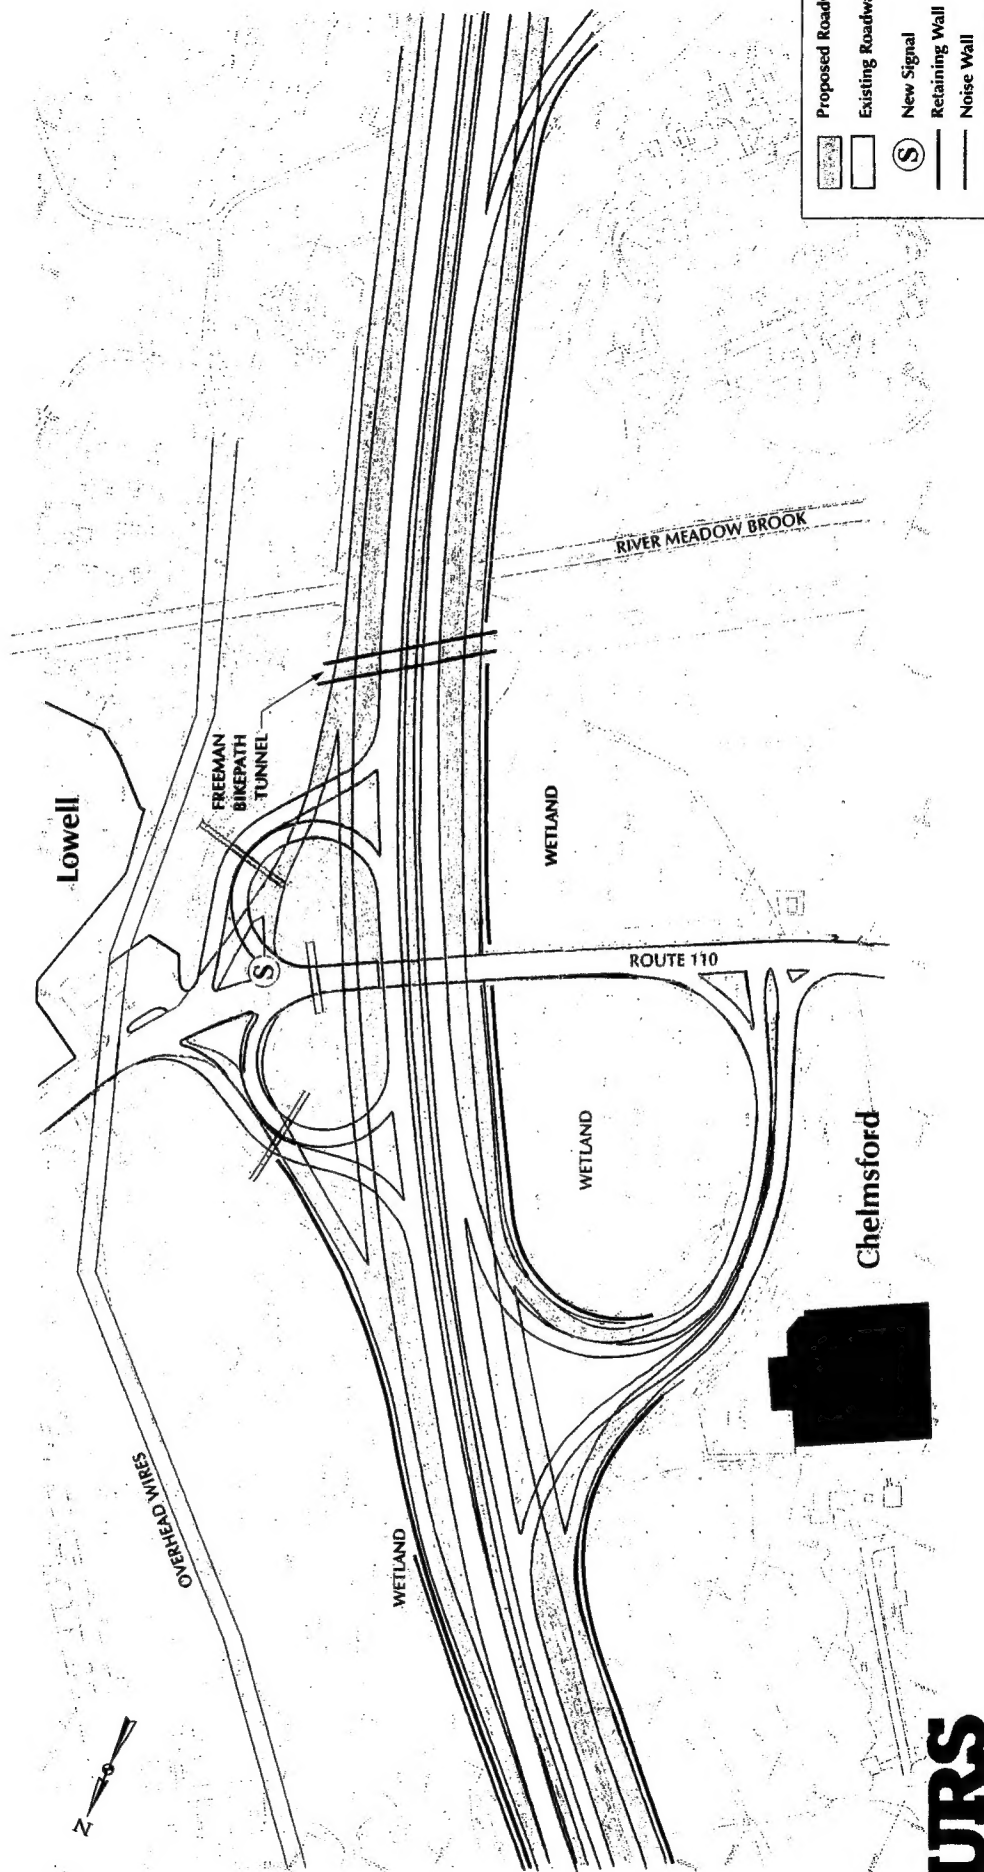 Proposed Roadw
Existing Roadwa
S
New Signal
Retaining Wall
Noise Wall
Lowell
FREEMAN
BIKEPATH
TUNNEL
RIVER MEADOW BROOK
WETLAND
S
ROUTE 110
WETLAND
Chelmsford
OVERHEAD WIRES
WETLAND
N
URS